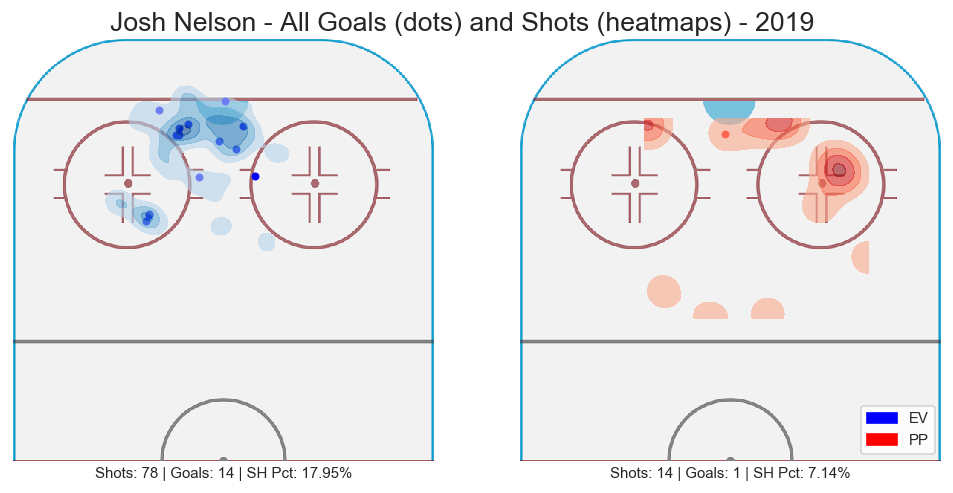 Josh Nelson - All Goals (dots) and Shots (heatmaps) - 2019
EV
PP
Shots: 78 | Goals: 14 | SH Pct: 17.95%
Shots: 14 | Goals: 1 | SH Pct: 7.14%